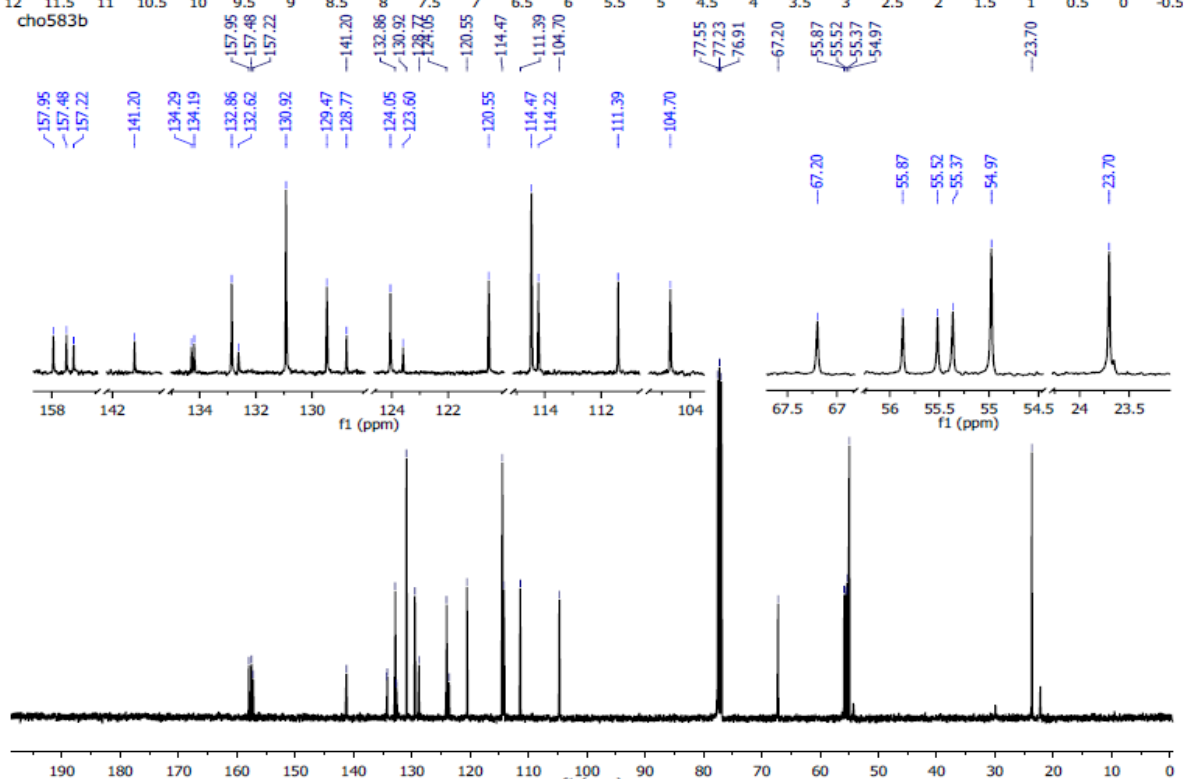 12 11.5 11 10.5 10 9.5 9 8.5 8 7.5 7 6.5 6 5.5 5 4.5 4 3.5 3 2.5 2 1.5 1 0.5 0 -0.5
cho583b
157.95 157.48 157.22 141.20 132.86 130.92 128.77 124.05 120.55 114.47 111.39 104.70 77.55 77.23 76.91 67.20 55.87 55.52 55.37 54.97 23.70
157.95 157.48 157.22 141.20 134.29 134.19 132.86 132.62 130.92 129.47 128.77 124.05 123.60 120.55 114.47 114.22 111.39 104.70
67.20 55.87 55.52 55.37 54.97 23.70
158 142 134 132 130 124 122 114 112 104 67.5 67 56 55.5 55 54.5 24 23.5
f1 (ppm) f1 (ppm)
190 180 170 160 150 140 130 120 110 100 90 80 70 60 50 40 30 20 10 0